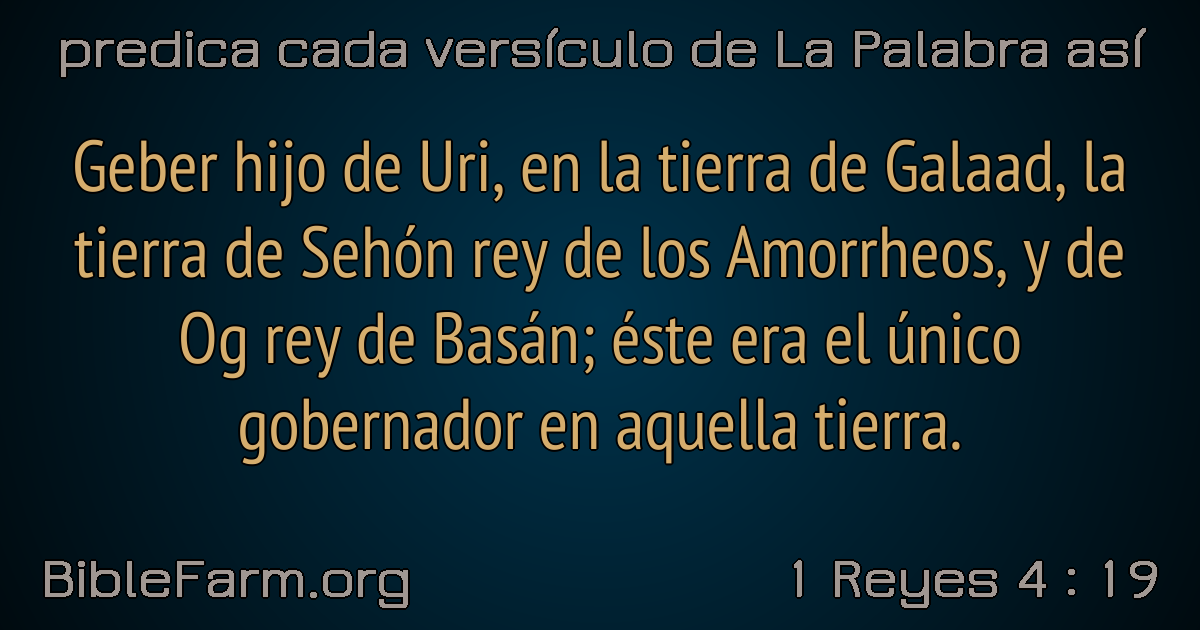 predica cada versículo de La Palabra así
Geber hijo de Uri, en la tierra de Galaad, la
tierra de Sehón rey de los Amorrheos, y de
Og rey de Basán; éste era el único
gobernador en aquella tierra.
BibleFarm.org
1 Reyes 4 : 19